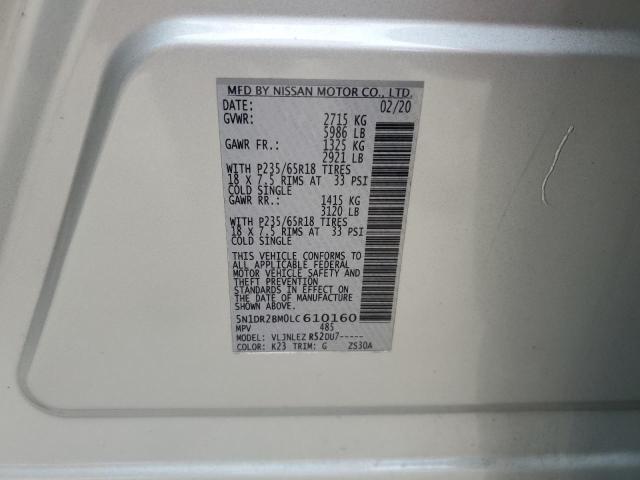 MFD BY NISSAN MOTOR CO., LTD.
DATE: 02/20
GVWR: 2715 KG
5986 LB
GAWR FR.: 1325 KG
2921 LB
WITH P235/65R18 TIRES
18 X 7.5 RIMS AT 33 PSI
COLD SINGLE
GAWR RR.: 1415 KG
3120 LB
WITH P235/65R18 TIRES
18 X 7.5 RIMS AT 33 PSI
COLD SINGLE
THIS VEHICLE CONFORMS TO
ALL APPLICABLE FEDERAL
MOTOR VEHICLE SAFETY AND
THEFT PREVENTION
STANDARDS IN EFFECT ON
THE DATE OF MANUFACTURE
SHOWN ABOVE.
5N1DR2BM0LC610160
MPV 485
MODEL: VLJNLEZ R52DU7-----
COLOR: K23 TRIM: G ZS30A